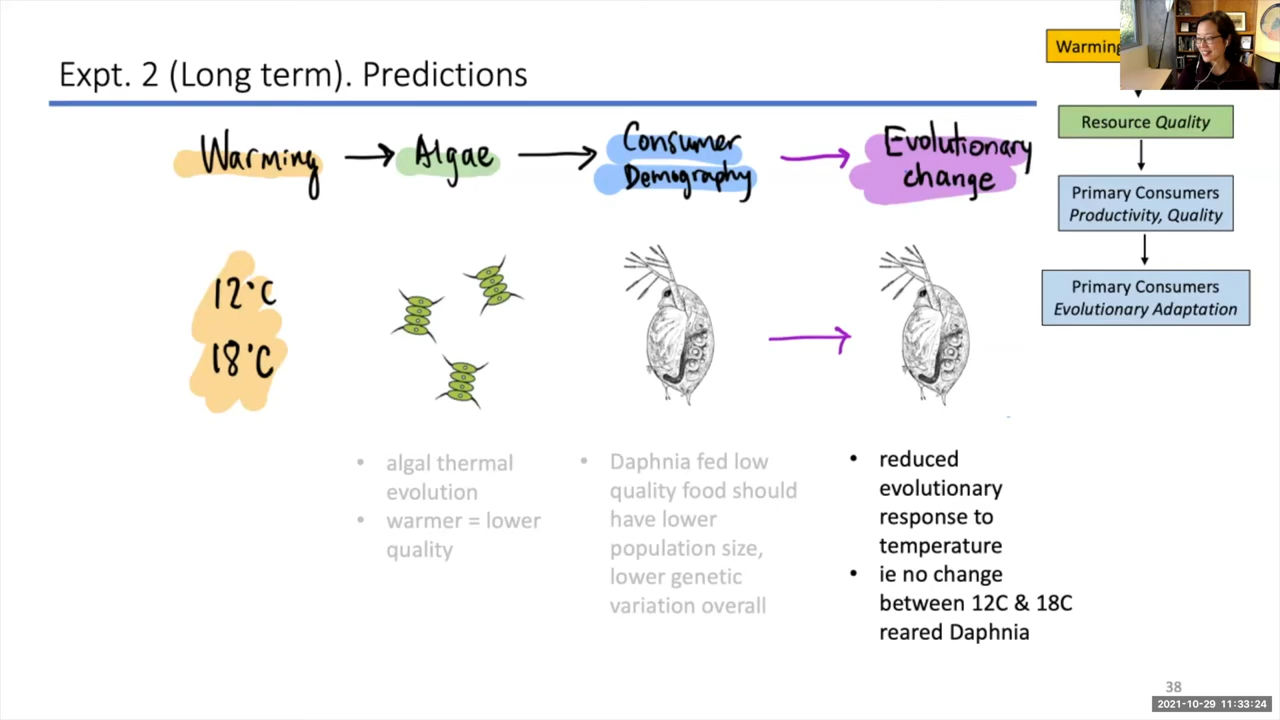 Expt. 2 (Long term). Predictions
Warming
Algae
Consumer
Demography
Evolutionary
change
12°C
18°C
• algal thermal
evolution
• warmer = lower
quality
• Daphnia fed low
quality food should
have lower
population size,
lower genetic
variation overall
• reduced
evolutionary
response to
temperature
• ie no change
between 12C & 18C
reared Daphnia
Warming
Resource Quality
Primary Consumers
Productivity, Quality
Primary Consumers
Evolutionary Adaptation
38
2021-10-29 11:33:24